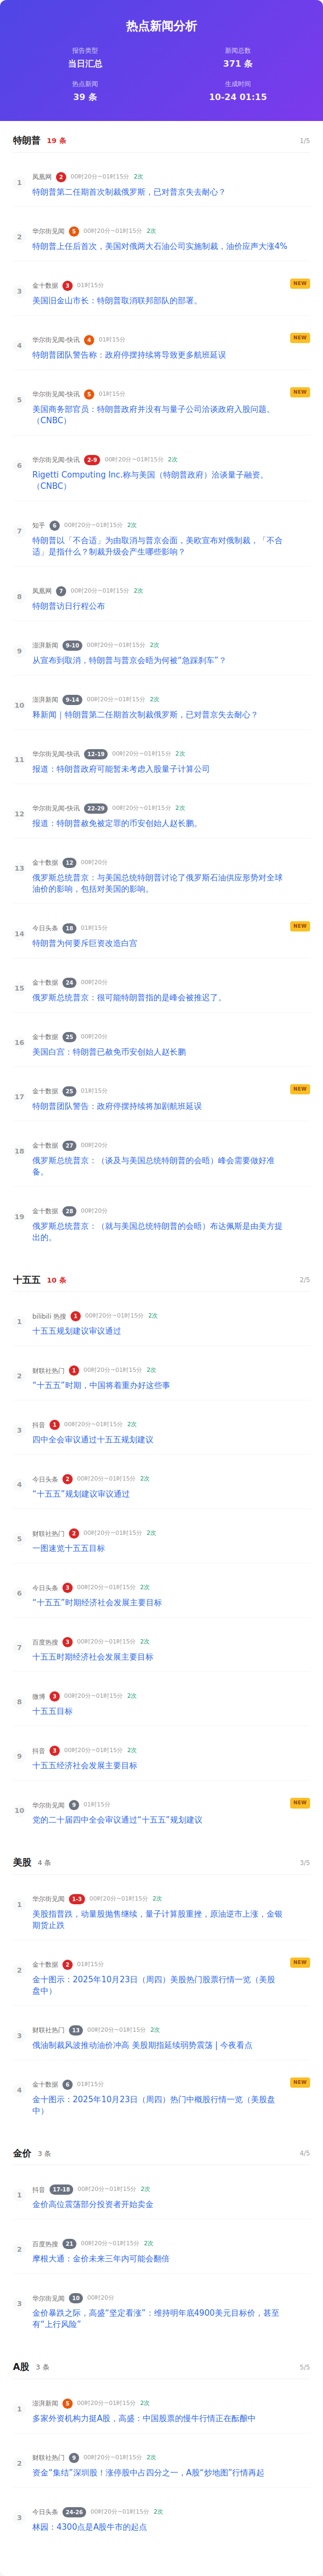 热点新闻分析
报告类型
当日汇总
新闻总数
371 条
热点新闻
39 条
生成时间
10-24 01:15
特朗普 19 条 1/5
1
凤凰网 2 00时20分~01时15分 2次
特朗普第二任期首次制裁俄罗斯，已对普京失去耐心？
2
华尔街见闻 5 00时20分~01时15分 2次
特朗普上任后首次，美国对俄两大石油公司实施制裁，油价应声大涨4%
NEW
3
金十数据 3 01时15分
美国旧金山市长：特朗普取消联邦部队的部署。
NEW
4
华尔街见闻-快讯 4 01时15分
特朗普团队警告称：政府停摆持续将导致更多航班延误
NEW
5
华尔街见闻-快讯 5 01时15分
美国商务部官员：特朗普政府并没有与量子公司洽谈政府入股问题。
（CNBC）
6
华尔街见闻-快讯 2-9 00时20分~01时15分 2次
Rigetti Computing Inc.称与美国（特朗普政府）洽谈量子融资。
（CNBC）
7
知乎 6 00时20分~01时15分 2次
特朗普以「不合适」为由取消与普京会面，美欧宣布对俄制裁，「不合
适」是指什么？制裁升级会产生哪些影响？
8
凤凰网 7 00时20分~01时15分 2次
特朗普访日行程公布
9
澎湃新闻 9-10 00时20分~01时15分 2次
从宣布到取消，特朗普与普京会晤为何被“急踩刹车”？
10
澎湃新闻 9-14 00时20分~01时15分 2次
释新闻｜特朗普第二任期首次制裁俄罗斯，已对普京失去耐心？
11
华尔街见闻-快讯 12-19 00时20分~01时15分 2次
报道：特朗普政府可能暂未考虑入股量子计算公司
12
华尔街见闻-快讯 22-29 00时20分~01时15分 2次
报道：特朗普赦免被定罪的币安创始人赵长鹏。
13
金十数据 12 00时20分
俄罗斯总统普京：与美国总统特朗普讨论了俄罗斯石油供应形势对全球
油价的影响，包括对美国的影响。
NEW
14
今日头条 18 01时15分
特朗普为何要斥巨资改造白宫
15
金十数据 24 00时20分
俄罗斯总统普京：很可能特朗普指的是峰会被推迟了。
16
金十数据 25 00时20分
美国白宫：特朗普已赦免币安创始人赵长鹏
NEW
17
金十数据 25 01时15分
特朗普团队警告：政府停摆持续将加剧航班延误
18
金十数据 27 00时20分
俄罗斯总统普京：（谈及与美国总统特朗普的会晤）峰会需要做好准
备。
19
金十数据 28 00时20分
俄罗斯总统普京：（就与美国总统特朗普的会晤）布达佩斯是由美方提
出的。
十五五 10 条 2/5
1
bilibili 热搜 1 00时20分~01时15分 2次
十五五规划建议审议通过
2
财联社热门 1 00时20分~01时15分 2次
“十五五”时期，中国将着重办好这些事
3
抖音 1 00时20分~01时15分 2次
四中全会审议通过十五五规划建议
4
今日头条 2 00时20分~01时15分 2次
“十五五”规划建议审议通过
5
财联社热门 2 00时20分~01时15分 2次
一图速览十五五目标
6
今日头条 3 00时20分~01时15分 2次
“十五五”时期经济社会发展主要目标
7
百度热搜 3 00时20分~01时15分 2次
十五五时期经济社会发展主要目标
8
微博 3 00时20分~01时15分 2次
十五五目标
9
抖音 3 00时20分~01时15分 2次
十五五经济社会发展主要目标
NEW
10
华尔街见闻 9 01时15分
党的二十届四中全会审议通过“十五五”规划建议
美股 4 条 3/5
1
华尔街见闻 1-3 00时20分~01时15分 2次
美股指普跌，动量股抛售继续，量子计算股重挫，原油逆市上涨，金银
期货止跌
NEW
2
金十数据 2 01时15分
金十图示：2025年10月23日（周四）美股热门股票行情一览（美股
盘中）
3
财联社热门 13 00时20分~01时15分 2次
俄油制裁风波推动油价冲高 美股期指延续弱势震荡 | 今夜看点
NEW
4
金十数据 6 01时15分
金十图示：2025年10月23日（周四）热门中概股行情一览（美股盘
中）
金价 3 条 4/5
1
抖音 17-18 00时20分~01时15分 2次
金价高位震荡部分投资者开始卖金
2
百度热搜 21 00时20分~01时15分 2次
摩根大通：金价未来三年内可能会翻倍
3
华尔街见闻 10 00时20分
金价暴跌之际，高盛“坚定看涨”：维持明年底4900美元目标价，甚至
有“上行风险”
A股 3 条 5/5
1
澎湃新闻 5 00时20分~01时15分 2次
多家外资机构力挺A股，高盛：中国股票的慢牛行情正在酝酿中
2
财联社热门 9 00时20分~01时15分 2次
资金“集结”深圳股！涨停股中占四分之一，A股“炒地图”行情再起
3
今日头条 24-26 00时20分~01时15分 2次
林园：4300点是A股牛市的起点